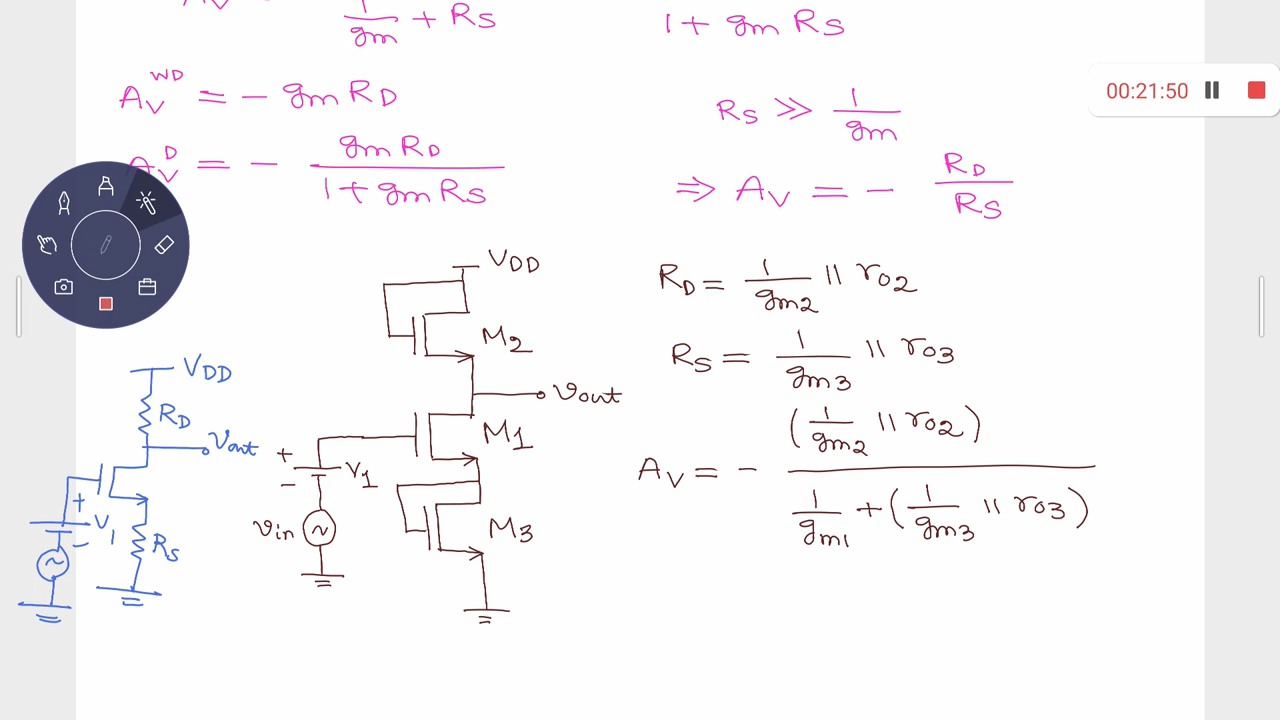 1
gm + RS
1 + gm RS
AV^WD = - gm RD
RS >> 1/gm
AV^D = - gm RD / 1 + gm RS
⇒ AV = - RD/RS
00:21:50
VDD
RD
Vout
+
V1
-
RS
VDD
M2
Vout
M1
+
V1
-
Vin
M3
RD = 1/gm2 || ro2
RS = 1/gm3 || ro3
AV = - (1/gm2 || ro2) / 1/gm1 + (1/gm3 || ro3)